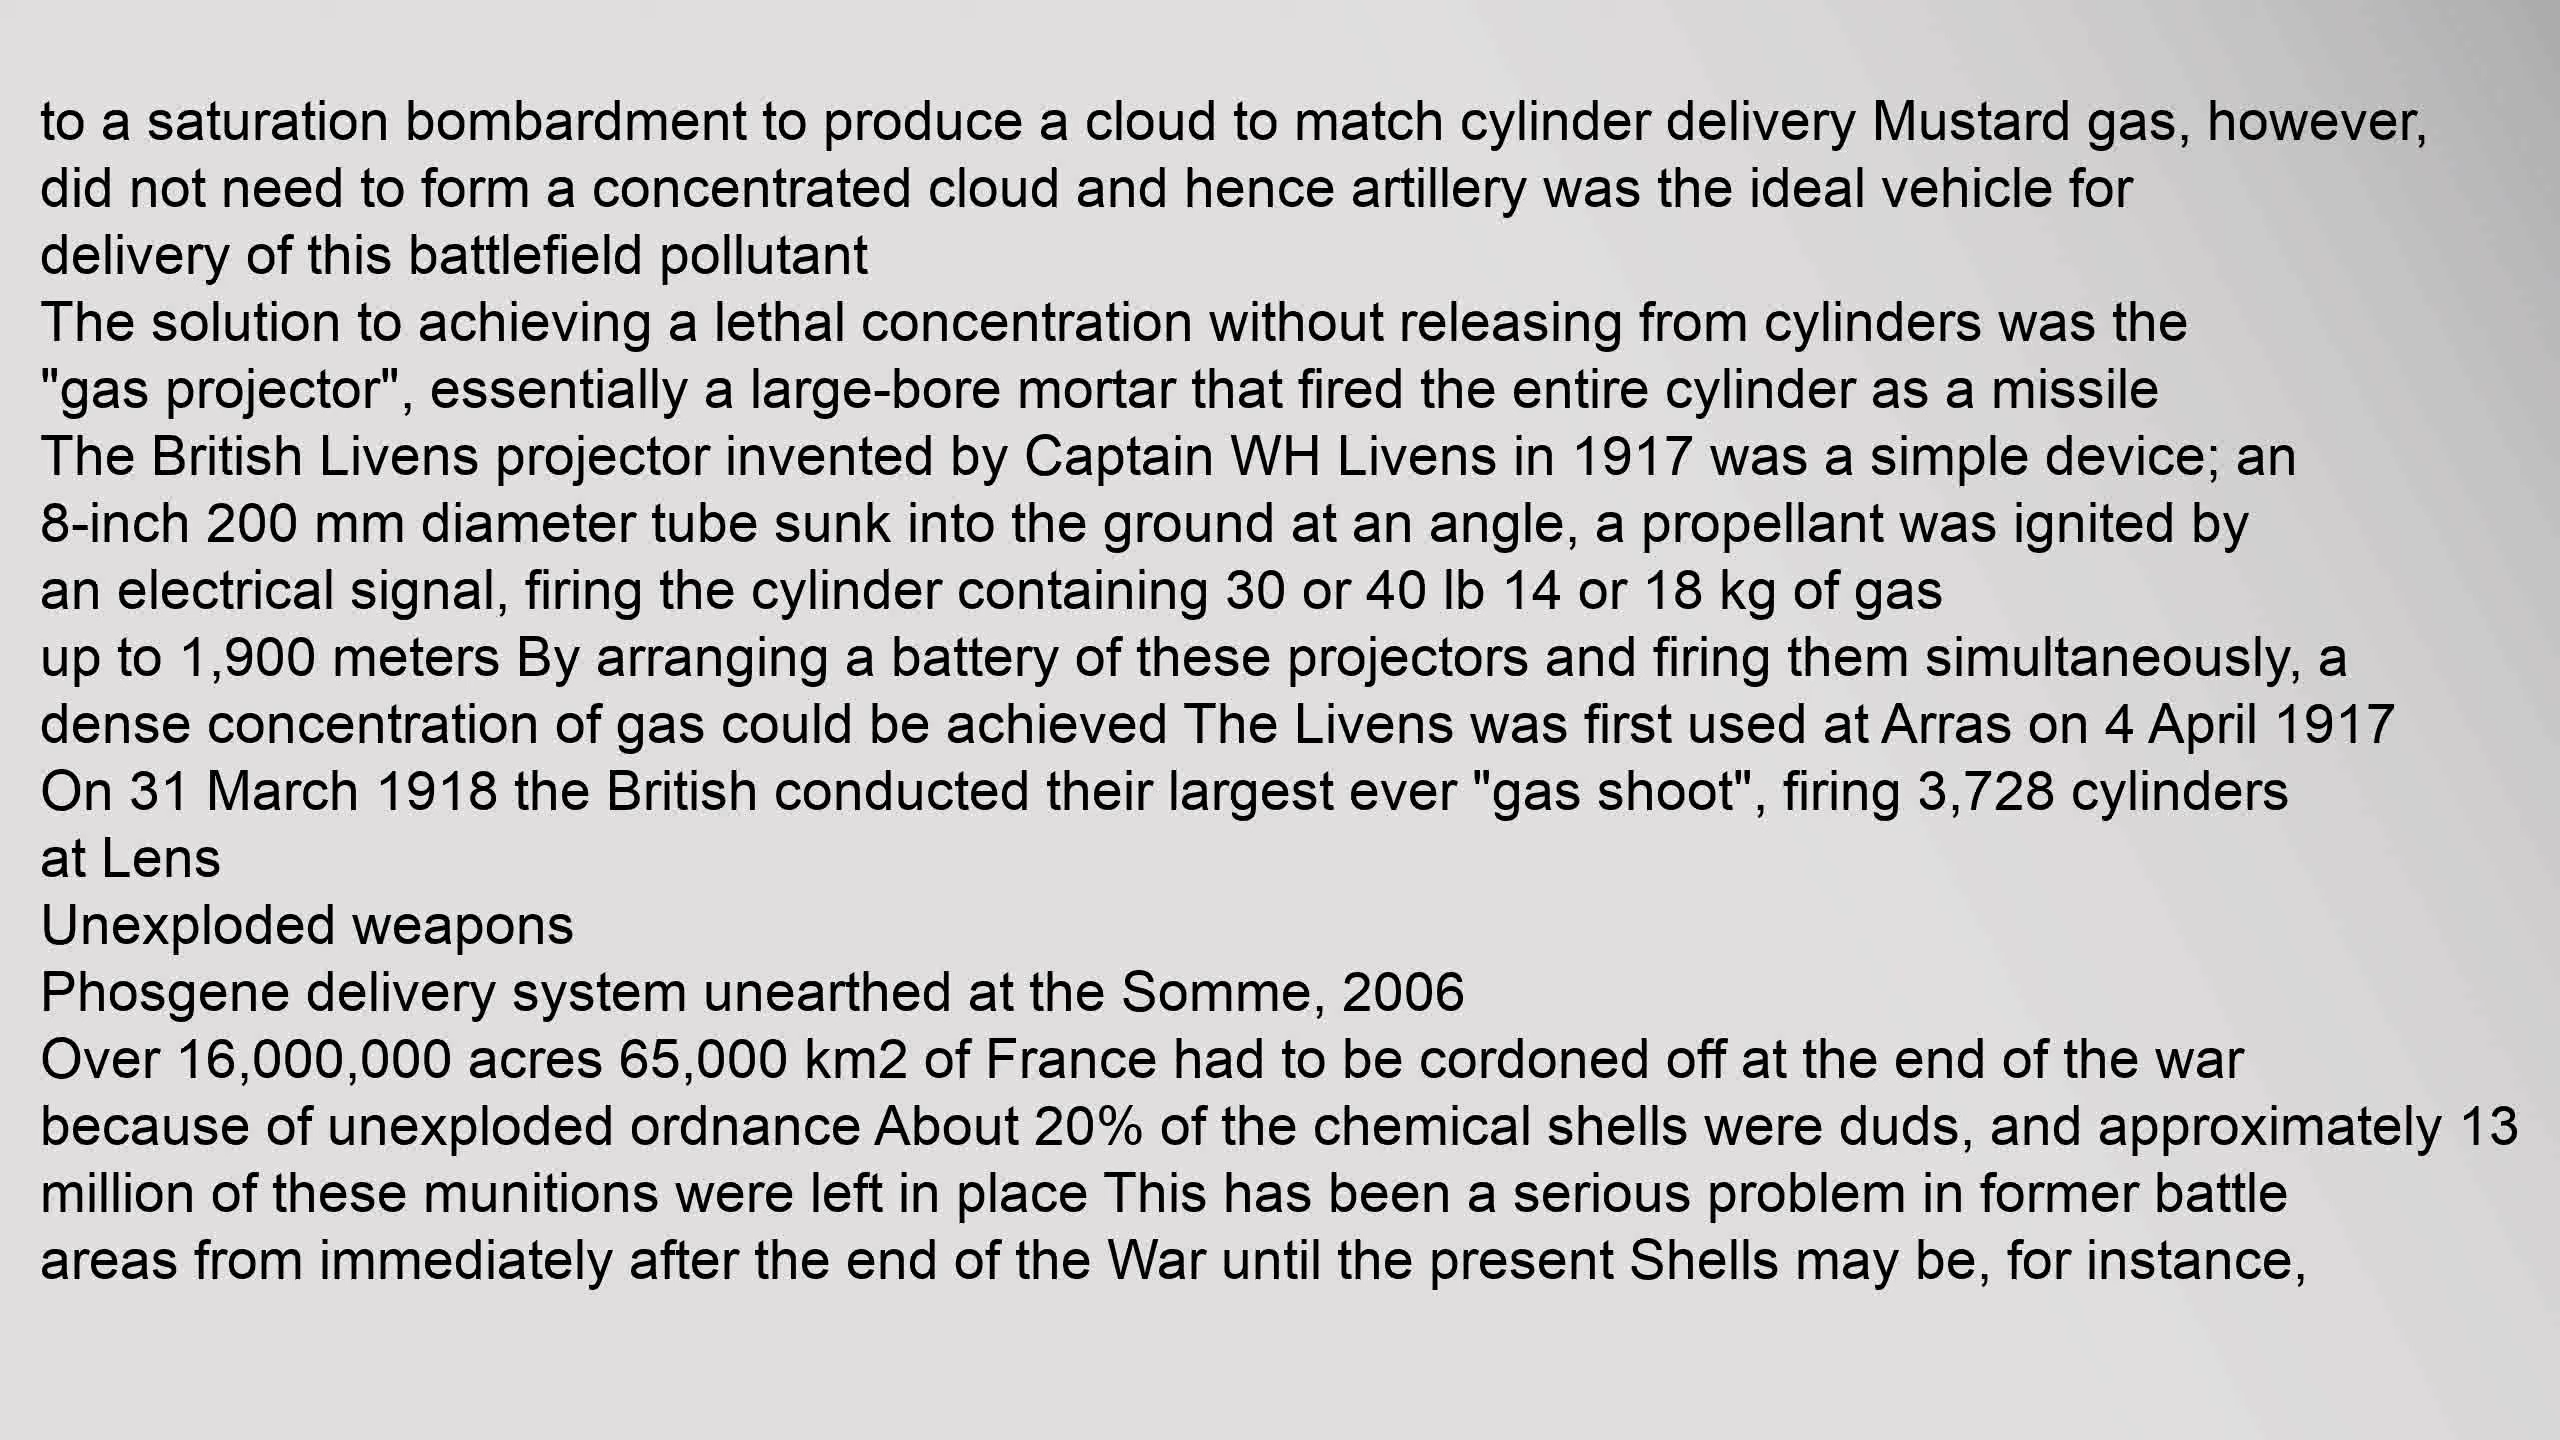 to a saturation bombardment to produce a cloud to match cylinder delivery Mustard gas, however,
did not need to form a concentrated cloud and hence artillery was the ideal vehicle for
delivery of this battlefield pollutant
The solution to achieving a lethal concentration without releasing from cylinders was the
"gas projector", essentially a large-bore mortar that fired the entire cylinder as a missile
The British Livens projector invented by Captain WH Livens in 1917 was a simple device; an
8-inch 200 mm diameter tube sunk into the ground at an angle, a propellant was ignited by
an electrical signal, firing the cylinder containing 30 or 40 lb 14 or 18 kg of gas
up to 1,900 meters By arranging a battery of these projectors and firing them simultaneously, a
dense concentration of gas could be achieved The Livens was first used at Arras on 4 April 1917
On 31 March 1918 the British conducted their largest ever "gas shoot", firing 3,728 cylinders
at Lens
Unexploded weapons
Phosgene delivery system unearthed at the Somme, 2006
Over 16,000,000 acres 65,000 km2 of France had to be cordoned off at the end of the war
because of unexploded ordnance About 20% of the chemical shells were duds, and approximately 13
million of these munitions were left in place This has been a serious problem in former battle
areas from immediately after the end of the War until the present Shells may be, for instance,